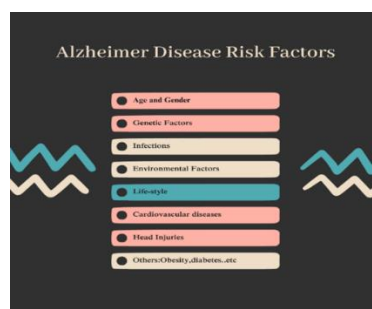 Alzheimer Disease Risk Factors
Age and Gender
Genetic Factors
Infections
Environmental Factors
Life-style
Cardiovascular diseases
Head Injuries
Others:Obesity,diabetes..etc